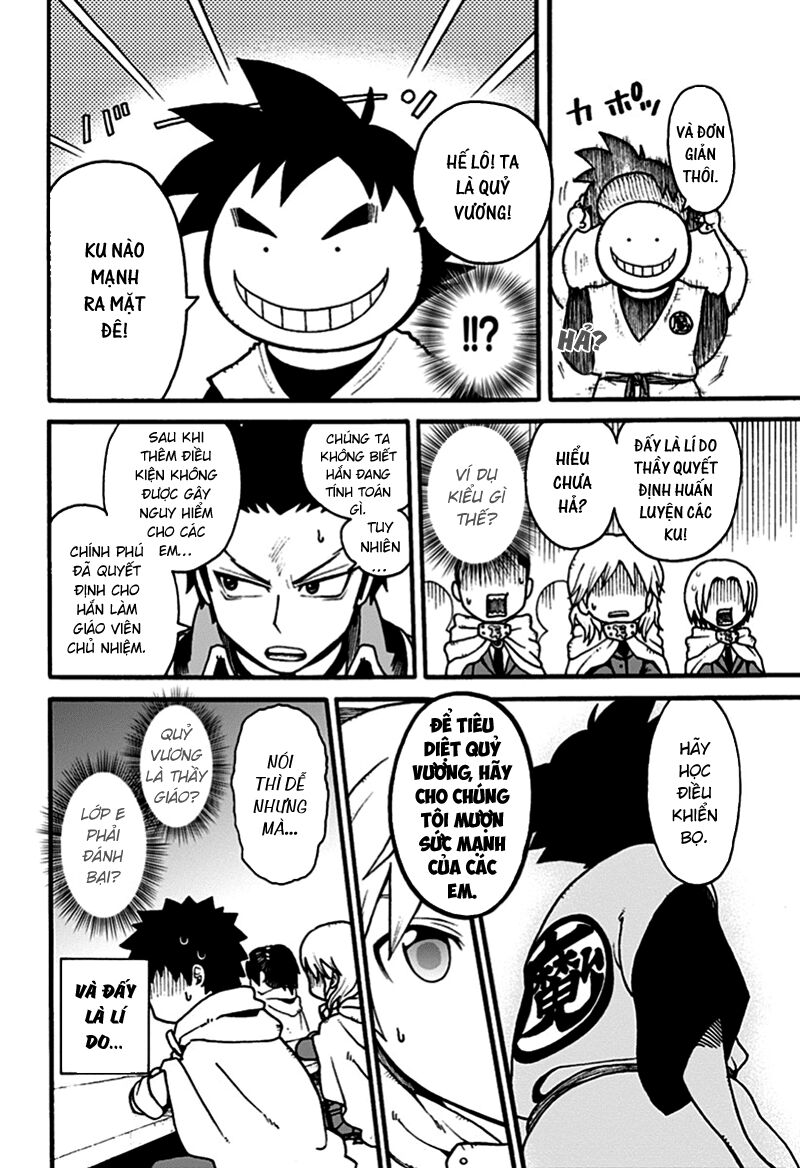 カポッ
VÀ ĐƠN
GIẢN
THÔI.
HẢ?
HẾ LÔ! TA
LÀ QUỶ
VƯƠNG!
!!?
KU NÀO
MẠNH
RA MẶT
ĐÊ!
ĐẤY LÀ LÍ DO
THẦY QUYẾT
ĐỊNH HUẤN
LUYỆN CÁC
KU!
HIỂU
CHƯA
HẢ?
VÍ DỤ
KIỂU GÌ
THẾ?
CHÚNG TA
KHÔNG BIẾT
HẮN ĐANG
TÍNH TOÁN
GÌ.
TUY
NHIÊN
...
SAU KHI
THÊM ĐIỀU
KIỆN KHÔNG
ĐƯỢC GÂY
NGUY HIỂM
CHO CÁC
EM...
CHÍNH PHỦ
ĐÃ QUYẾT
ĐỊNH CHO
HẮN LÀM
GIÁO VIÊN
CHỦ NHIỆM.
HÃY
HỌC
ĐIỀU
KHIỂN
BỌ.
魔
ĐỂ TIÊU
DIỆT QUỶ
VƯƠNG, HÃY
CHO CHÚNG
TÔI MƯỢN
SỨC MẠNH
CỦA CÁC
EM.
NÓI
THÌ DỄ
NHƯNG
MÀ...
QUỶ
VƯƠNG
LÀ THẦY
GIÁO?
LỚP E
PHẢI
ĐÁNH
BẠI?
VÀ ĐẤY
LÀ LÍ
DO...